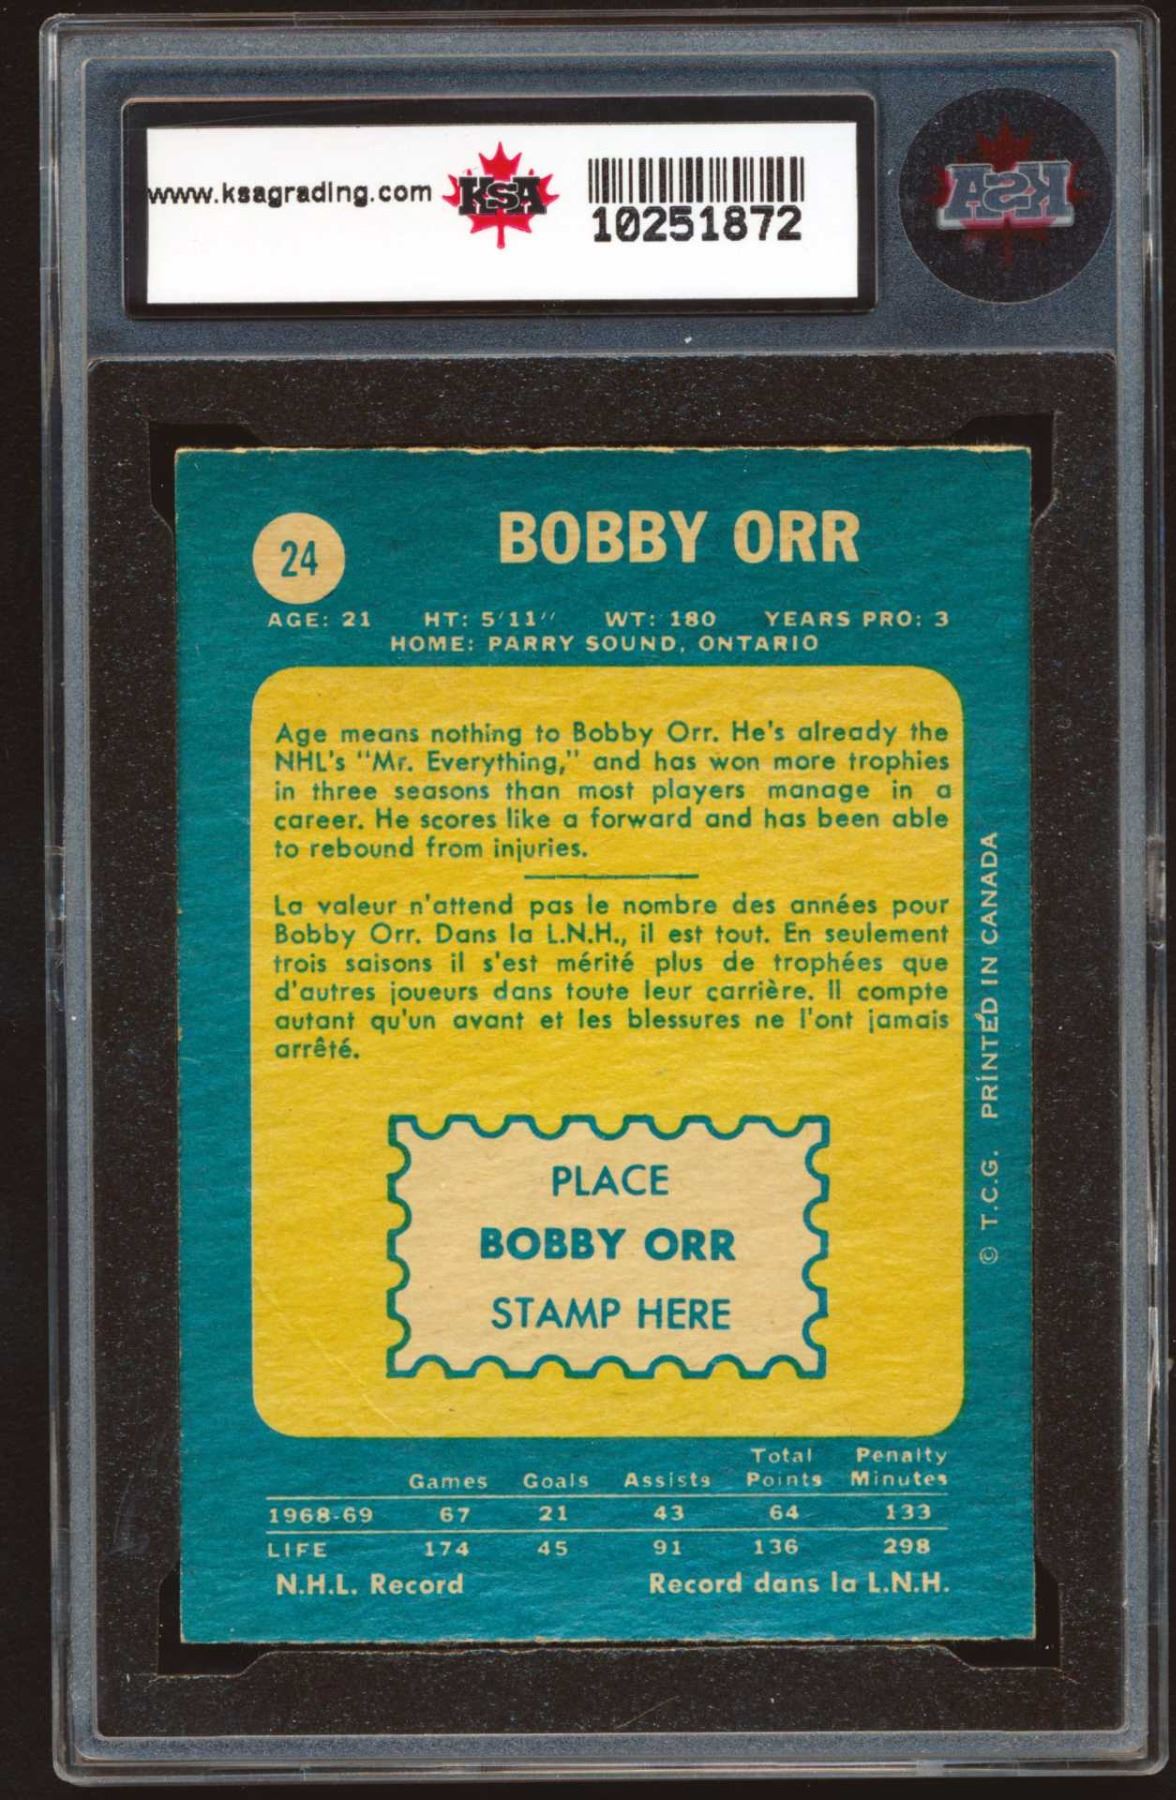 www.ksagrading.com KSA
10251872
KSA
24
BOBBY ORR
AGE: 21 HT: 5'11'' WT: 180 YEARS PRO: 3
HOME: PARRY SOUND, ONTARIO
Age means nothing to Bobby Orr. He's already the
NHL's "Mr. Everything," and has won more trophies
in three seasons than most players manage in a
career. He scores like a forward and has been able
to rebound from injuries.
La valeur n'attend pas le nombre des années pour
Bobby Orr. Dans la L.N.H., il est tout. En seulement
trois saisons il s'est mérité plus de trophées que
d'autres joueurs dans toute leur carrière. Il compte
autant qu'un avant et les blessures ne l'ont jamais
arrêté.
PLACE
BOBBY ORR
STAMP HERE
© T.C.G. PRINTED IN CANADA
Games Goals Assists Total Points Penalty Minutes
1968-69 67 21 43 64 133
LIFE 174 45 91 136 298
N.H.L. Record Record dans la L.N.H.